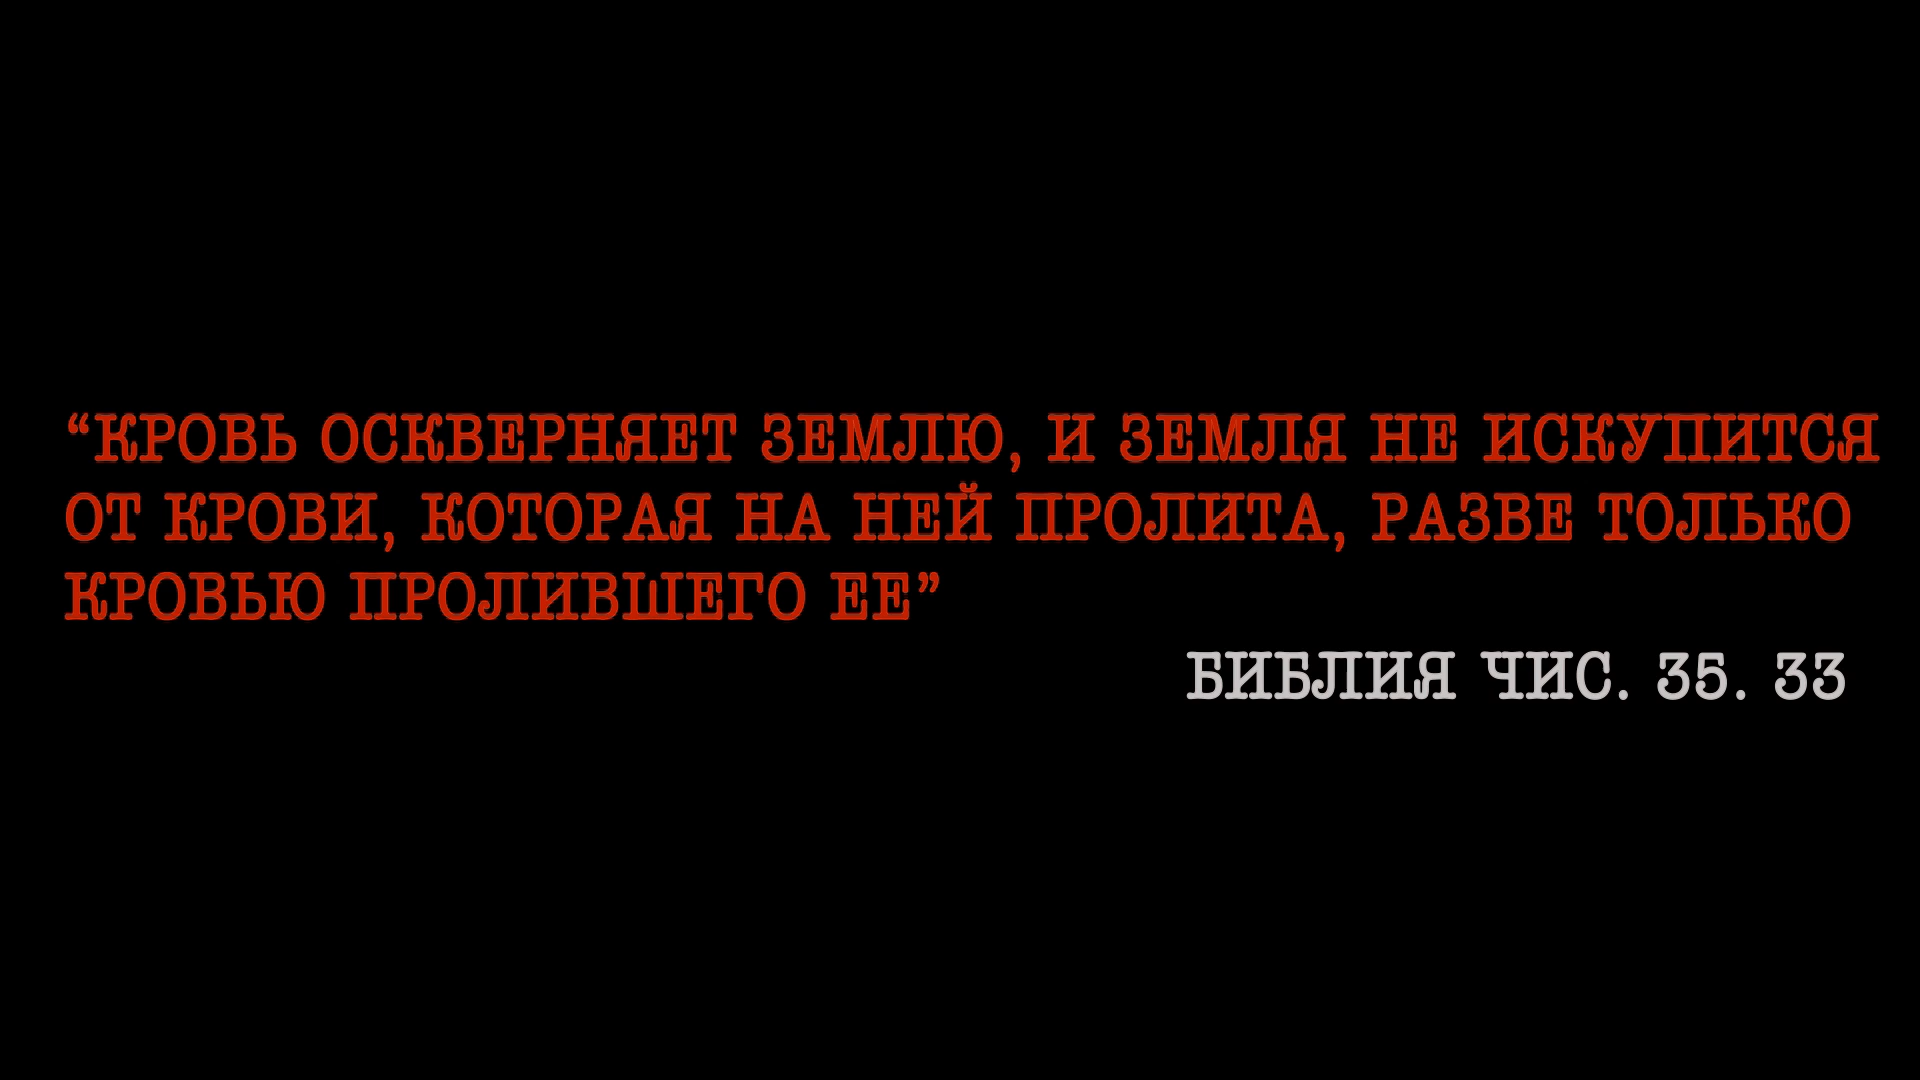 “КРОВЬ ОСКВЕРНЯЕТ ЗЕМЛЮ, И ЗЕМЛЯ НЕ ИСКУПИТСЯ
ОТ КРОВИ, КОТОРАЯ НА НЕЙ ПРОЛИТА, РАЗВЕ ТОЛЬКО
КРОВЬЮ ПРОЛИВШЕГО ЕЕ”
БИБЛИЯ ЧИС. 35. 33